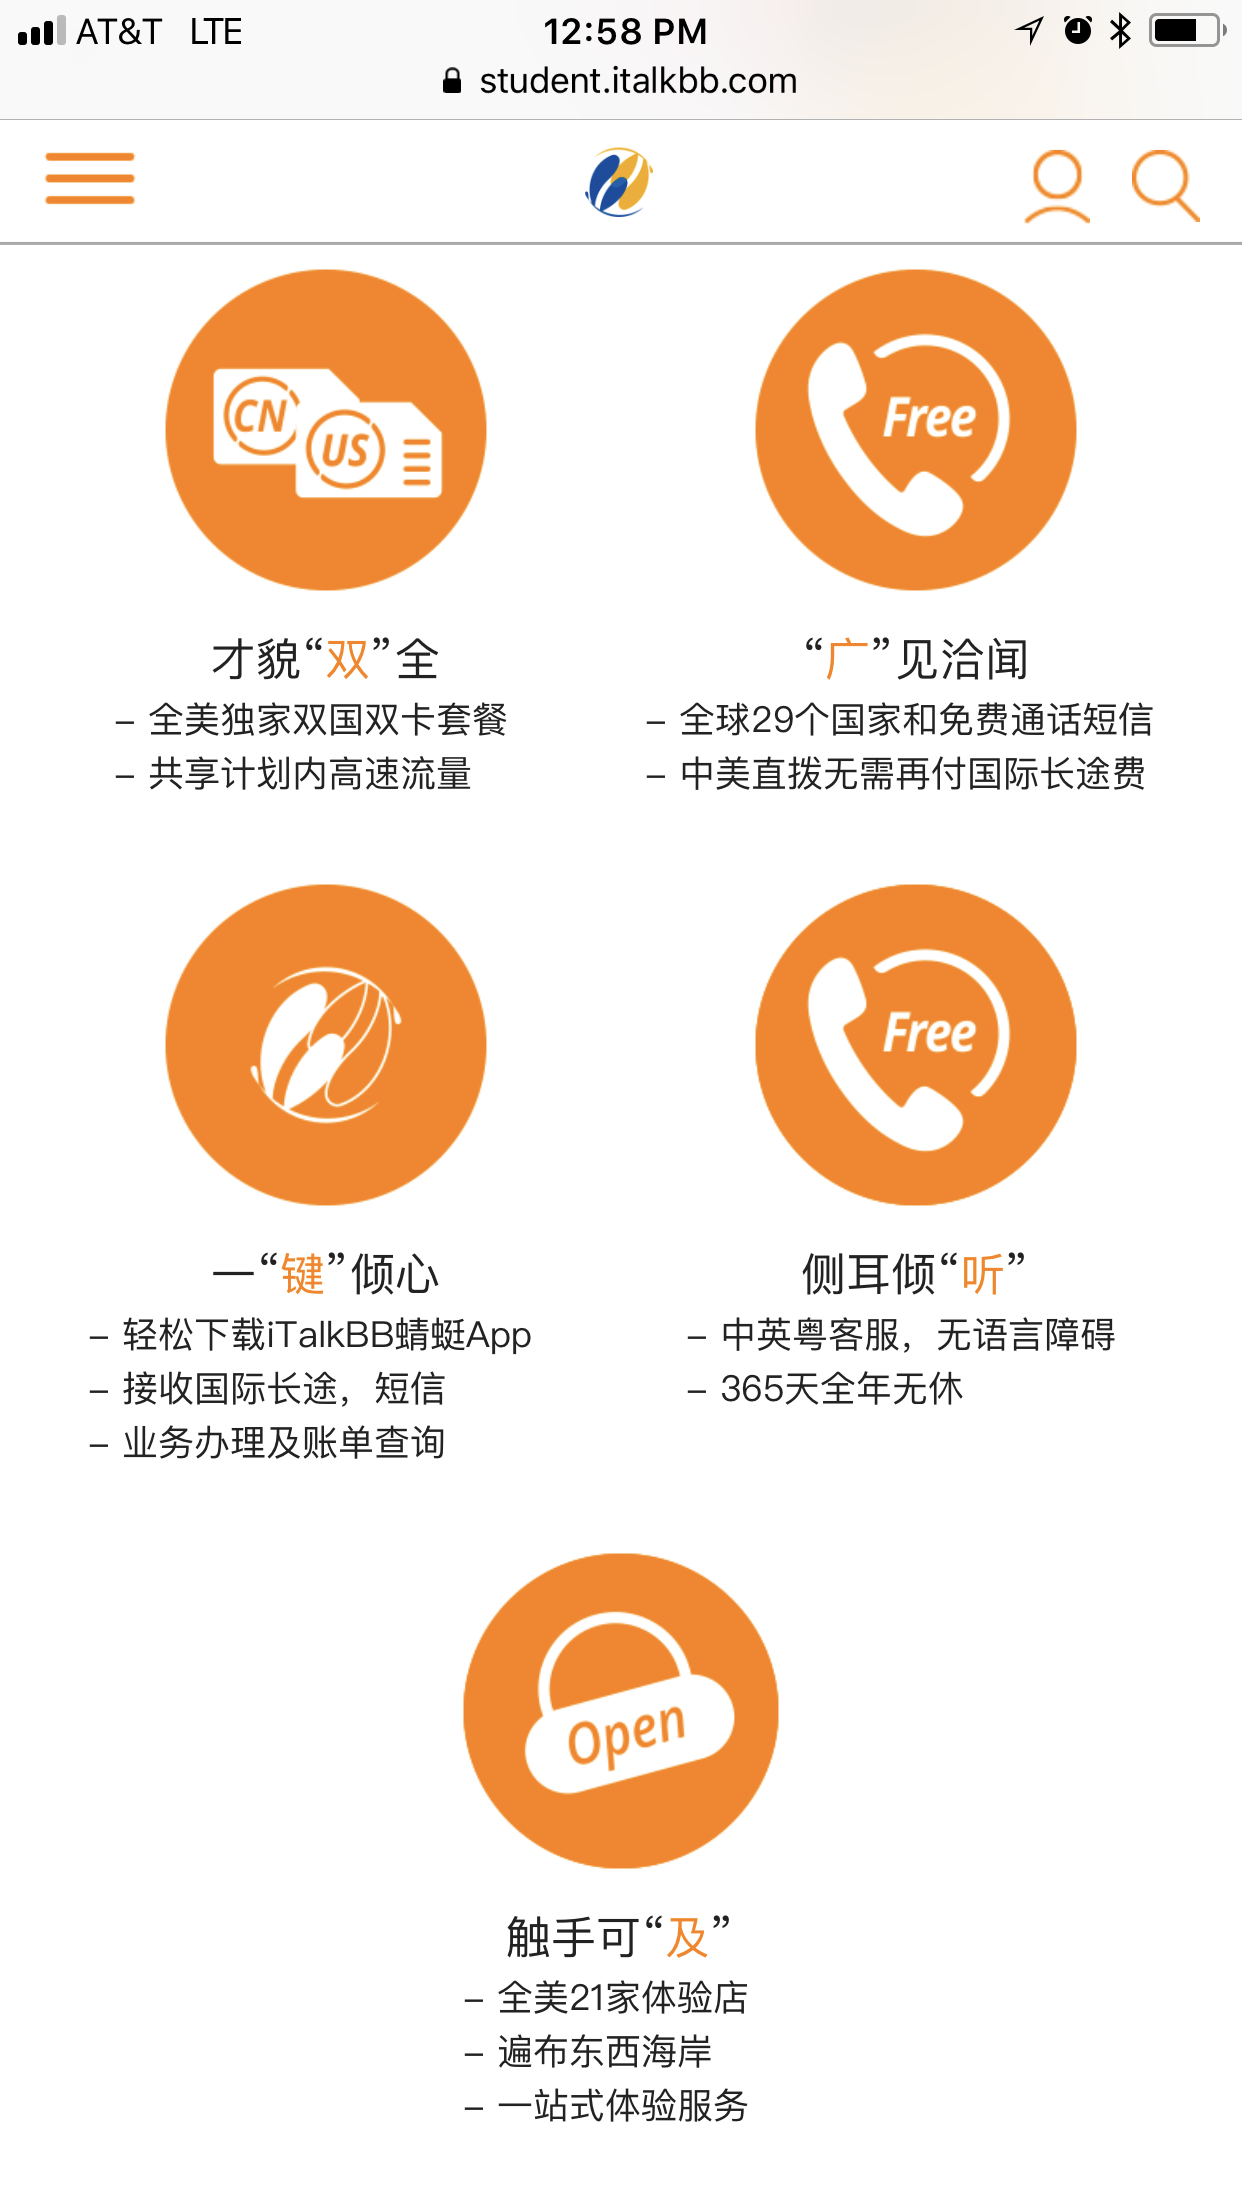 AT&T LTE 12:58 PM
student.italkbb.com
CN
US
Free
才貌“双”全
– 全美独家双国双卡套餐
– 共享计划内高速流量
“广”见洽闻
– 全球29个国家和免费通话短信
– 中美直拨无需再付国际长途费
Free
一“键”倾心
– 轻松下载iTalkBB蜻蜓App
– 接收国际长途，短信
– 业务办理及账单查询
侧耳倾“听”
– 中英粤客服，无语言障碍
– 365天全年无休
Open
触手可“及”
– 全美21家体验店
– 遍布东西海岸
– 一站式体验服务